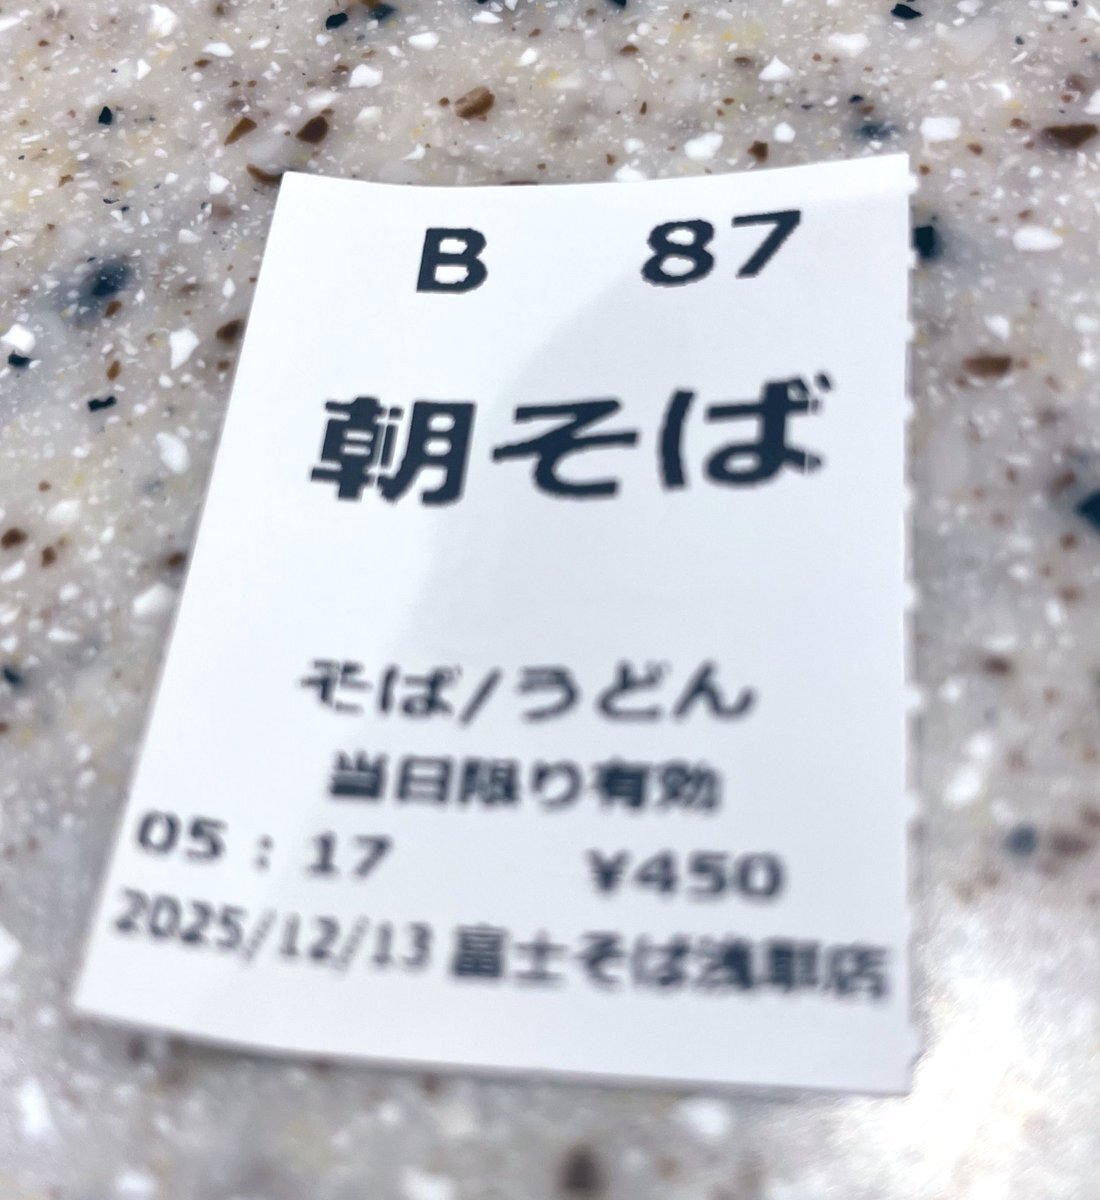 B 87
朝そば
そば/うどん
当日限り有効
05：17 ¥450
2025/12/13 富士そば浅草店